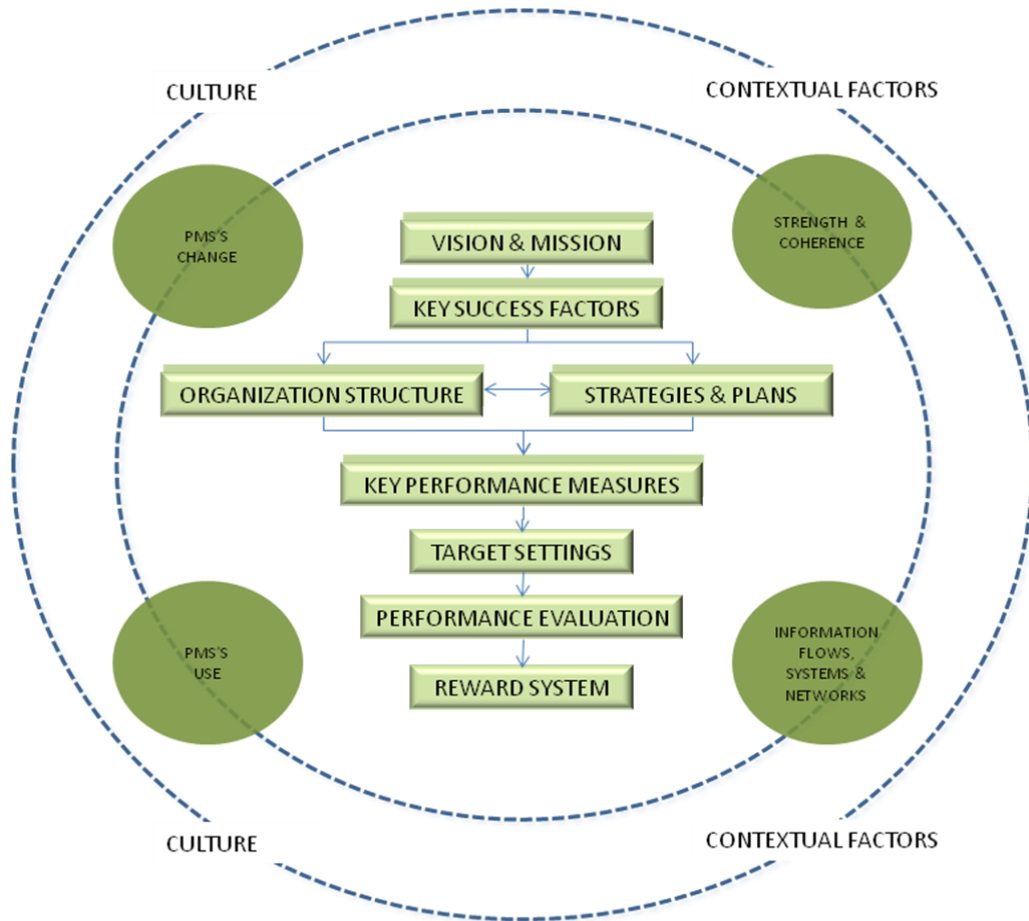 CULTURE
CONTEXTUAL FACTORS
PMS'S
CHANGE
STRENGTH &
COHERENCE
VISION & MISSION
KEY SUCCESS FACTORS
ORGANIZATION STRUCTURE
STRATEGIES & PLANS
KEY PERFORMANCE MEASURES
TARGET SETTINGS
PERFORMANCE EVALUATION
REWARD SYSTEM
PMS'S
USE
INFORMATION
FLOWS,
SYSTEMS &
NETWORKS
CULTURE
CONTEXTUAL FACTORS